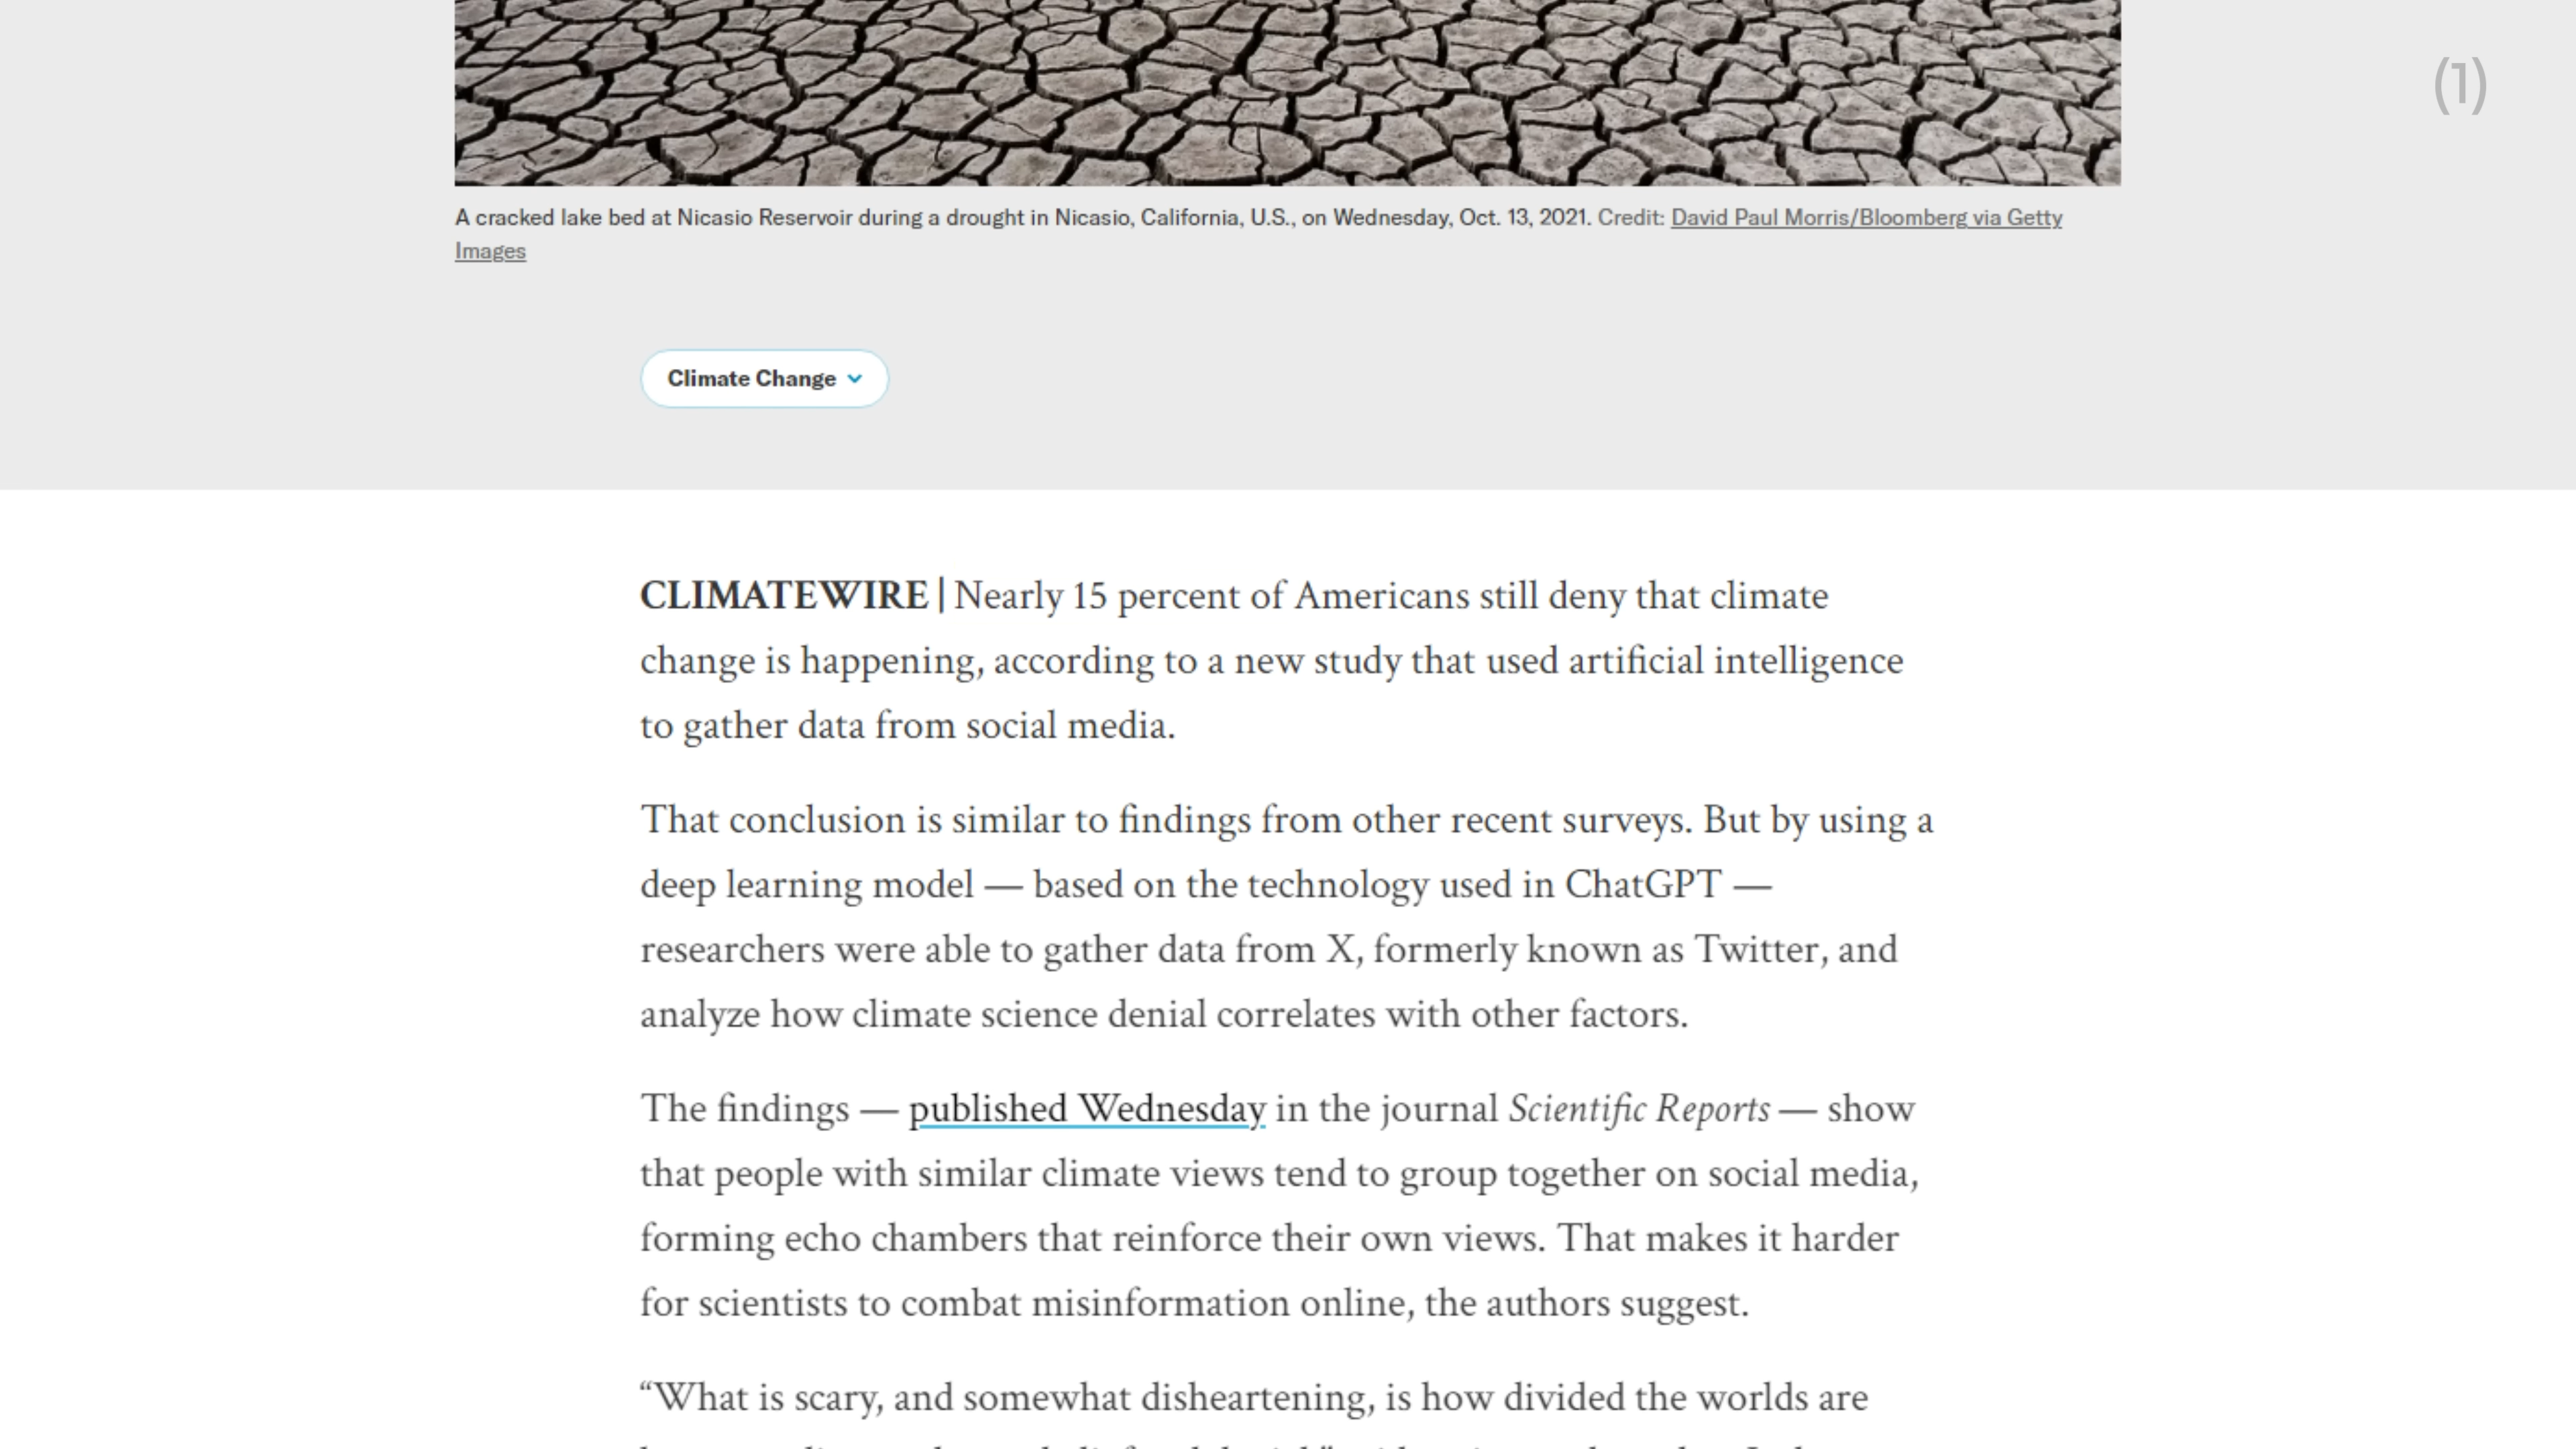 (1)
A cracked lake bed at Nicasio Reservoir during a drought in Nicasio, California, U.S., on Wednesday, Oct. 13, 2021. Credit: David Paul Morris/Bloomberg via Getty
Images
Climate Change
CLIMATEWIRE | Nearly 15 percent of Americans still deny that climate
change is happening, according to a new study that used artificial intelligence
to gather data from social media.
That conclusion is similar to findings from other recent surveys. But by using a
deep learning model — based on the technology used in ChatGPT —
researchers were able to gather data from X, formerly known as Twitter, and
analyze how climate science denial correlates with other factors.
The findings — published Wednesday in the journal Scientific Reports — show
that people with similar climate views tend to group together on social media,
forming echo chambers that reinforce their own views. That makes it harder
for scientists to combat misinformation online, the authors suggest.
“What is scary, and somewhat disheartening, is how divided the worlds are